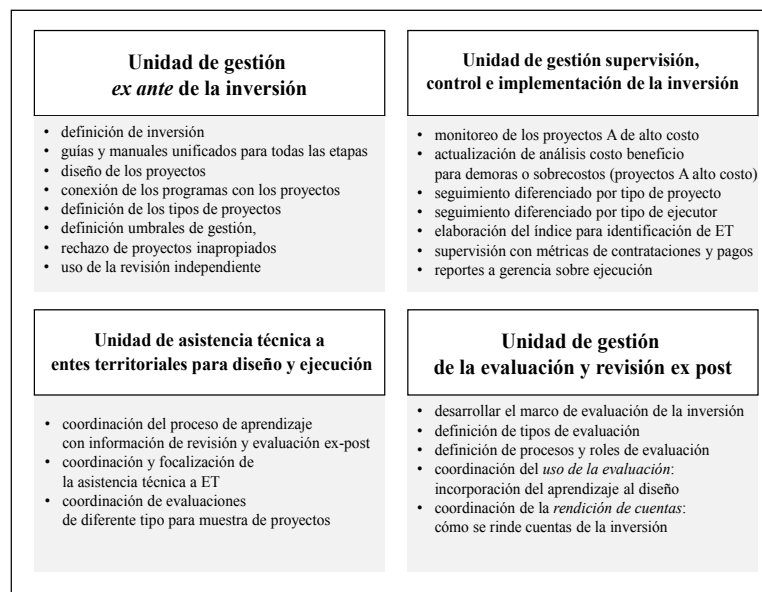 Unidad de gestión
ex ante de la inversión
• definición de inversión
• guías y manuales unificados para todas las etapas
• diseño de los proyectos
• conexión de los programas con los proyectos
• definición de los tipos de proyectos
• definición umbrales de gestión,
• rechazo de proyectos inapropiados
• uso de la revisión independiente
Unidad de gestión supervisión,
control e implementación de la inversión
• monitoreo de los proyectos A de alto costo
• actualización de análisis costo beneficio
para demoras o sobrecostos (proyectos A alto costo)
• seguimiento diferenciado por tipo de proyecto
• seguimiento diferenciado por tipo de ejecutor
• elaboración del índice para identificación de ET
• supervisión con métricas de contrataciones y pagos
• reportes a gerencia sobre ejecución
Unidad de asistencia técnica a
entes territoriales para diseño y ejecución
• coordinación del proceso de aprendizaje
con información de revisión y evaluación ex-post
• coordinación y focalización de
la asistencia técnica a ET
• coordinación de evaluaciones
de diferente tipo para muestra de proyectos
Unidad de gestión
de la evaluación y revisión ex post
• desarrollar el marco de evaluación de la inversión
• definición de tipos de evaluación
• definición de procesos y roles de evaluación
• coordinación del uso de la evaluación:
incorporación del aprendizaje al diseño
• coordinación de la rendición de cuentas:
cómo se rinde cuentas de la inversión